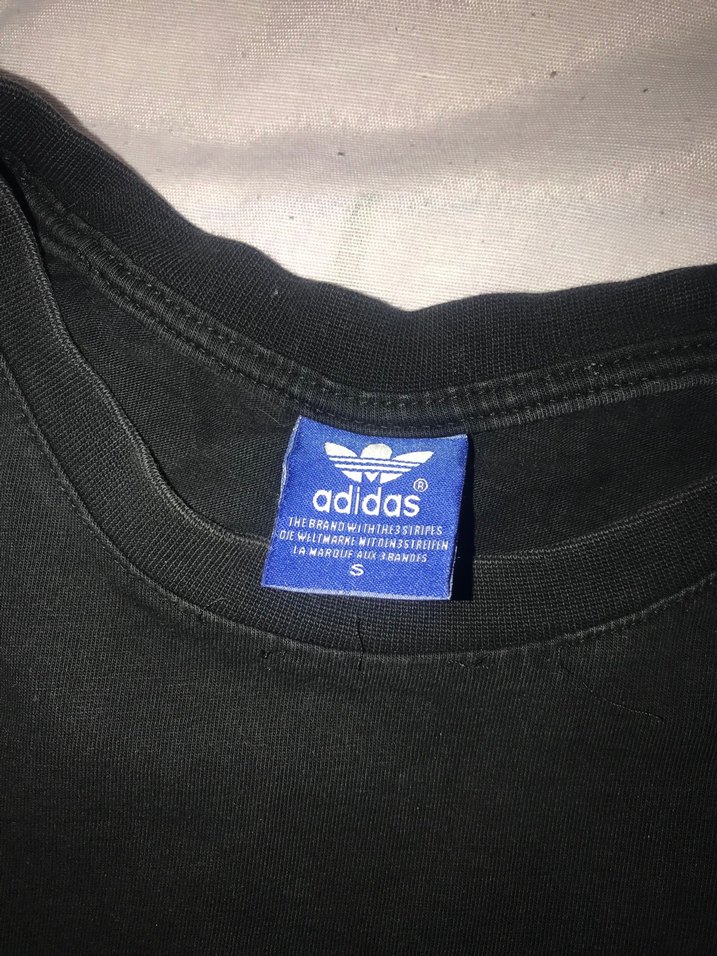 adidas®
THE BRAND WITH THE 3 STRIPES
DIE WELTMARKE MIT DEN 3 STREIFEN
LA MARQUE AUX 3 BANDES
S